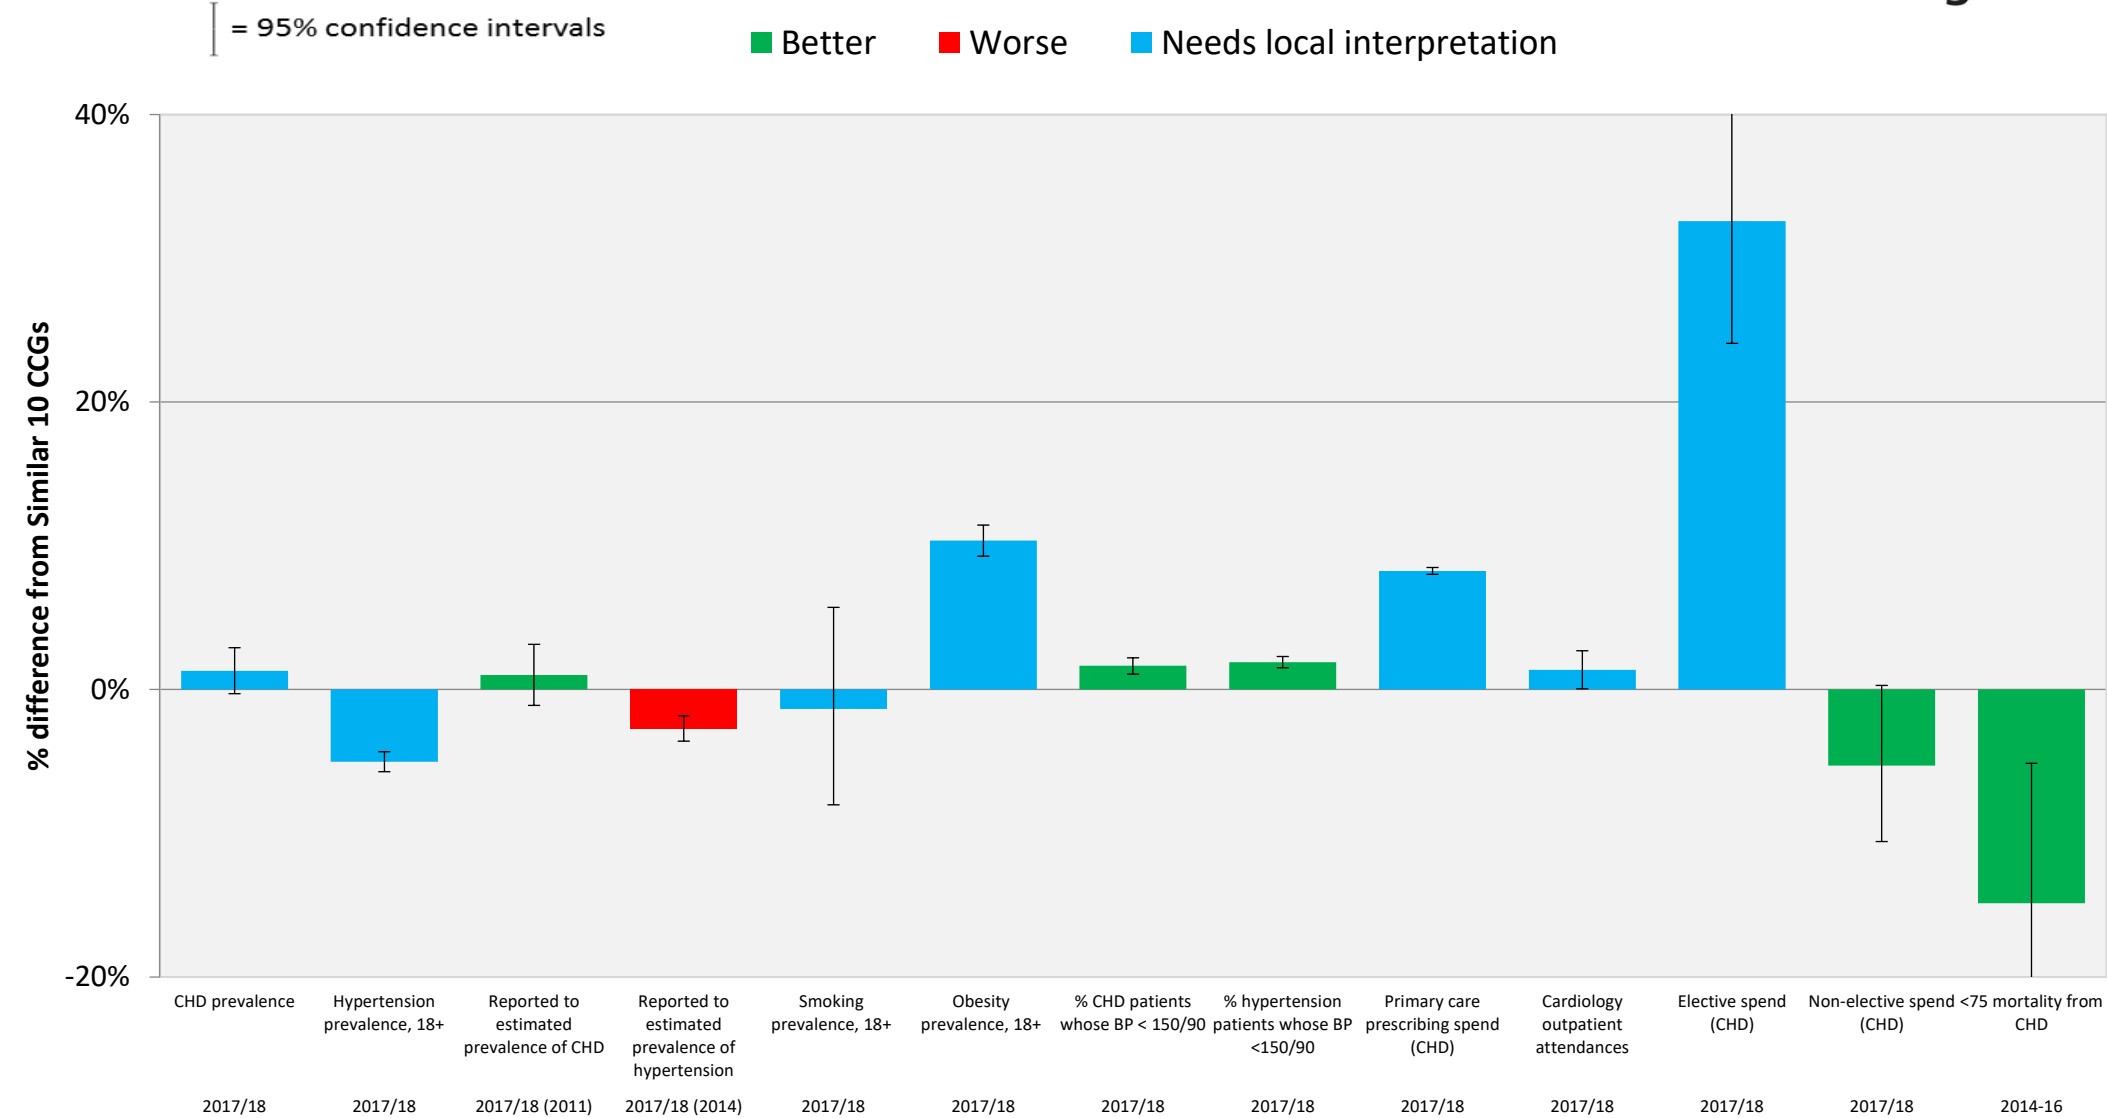 = 95% confidence intervals
Better Worse Needs local interpretation
% difference from Similar 10 CCGs
40%
20%
0%
-20%
CHD prevalence
2017/18
Hypertension
prevalence, 18+
2017/18
Reported to
estimated
prevalence of CHD
2017/18 (2011)
Reported to
estimated
prevalence of
hypertension
2017/18 (2014)
Smoking
prevalence, 18+
2017/18
Obesity
prevalence, 18+
2017/18
% CHD patients
whose BP < 150/90
2017/18
% hypertension
patients whose BP
<150/90
2017/18
Primary care
prescribing spend
(CHD)
2017/18
Cardiology
outpatient
attendances
2017/18
Elective spend
(CHD)
2017/18
Non-elective spend
(CHD)
2017/18
<75 mortality from
CHD
2014-16